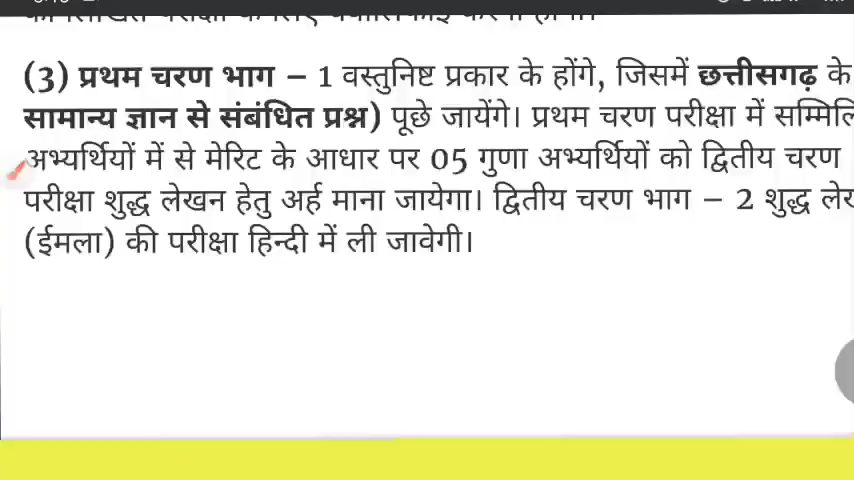 (3) प्रथम चरण भाग – 1 वस्तुनिष्ट प्रकार के होंगे, जिसमें छत्तीसगढ़ के
सामान्य ज्ञान से संबंधित प्रश्न) पूछे जायेंगे। प्रथम चरण परीक्षा में
अभ्यर्थियों में से मेरिट के आधार पर 05 गुणा अभ्यर्थियों को द्वितीय चरण
परीक्षा शुद्ध लेखन हेतु अर्ह माना जायेगा। द्वितीय चरण भाग – 2 शुद्ध
(ईमला) की परीक्षा हिन्दी में ली जावेगी।